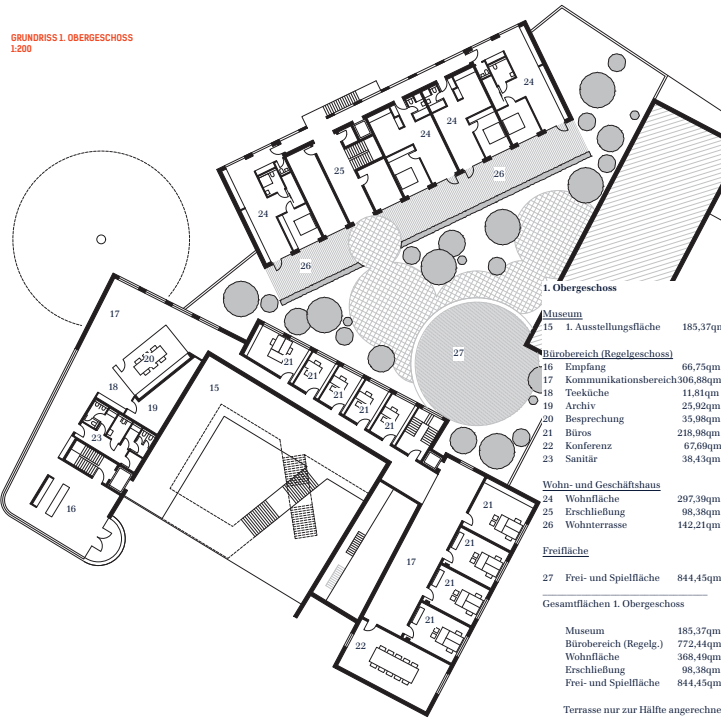 GRUNDRISS 1. OBERGESCHOSS
1:200
24
24
24
25
26
24
26
17
20
18
15
19
23
16
21
21
21
21
21
27
21
21
17
21
21
22
1. Obergeschoss
Museum
15 1. Ausstellungsfläche 185,37qm
Bürobereich (Regelgeschoss)
16 Empfang 66,75qm
17 Kommunikationsbereich 306,88qm
18 Teeküche 11,81qm
19 Archiv 25,92qm
20 Besprechung 35,98qm
21 Büros 218,98qm
22 Konferenz 67,69qm
23 Sanitär 38,43qm
Wohn- und Geschäftshaus
24 Wohnfläche 297,39qm
25 Erschließung 98,38qm
26 Wohnterrasse 142,21qm
Freifläche
27 Frei- und Spielfläche 844,45qm
Gesamtflächen 1. Obergeschoss
Museum 185,37qm
Bürobereich (Regelg.) 772,44qm
Wohnfläche 368,49qm
Erschließung 98,38qm
Frei- und Spielfläche 844,45qm
Terrasse nur zur Hälfte angerechne